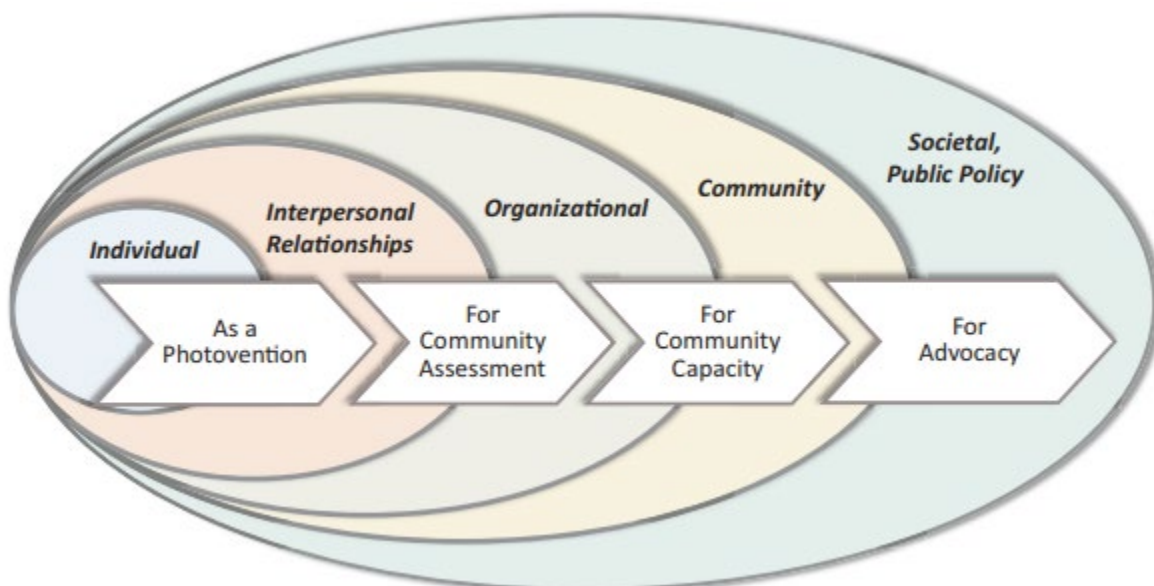 Individual
Interpersonal
Relationships
Organizational
Community
Societal,
Public Policy
As a
Photovention
For
Community
Assessment
For
Community
Capacity
For
Advocacy